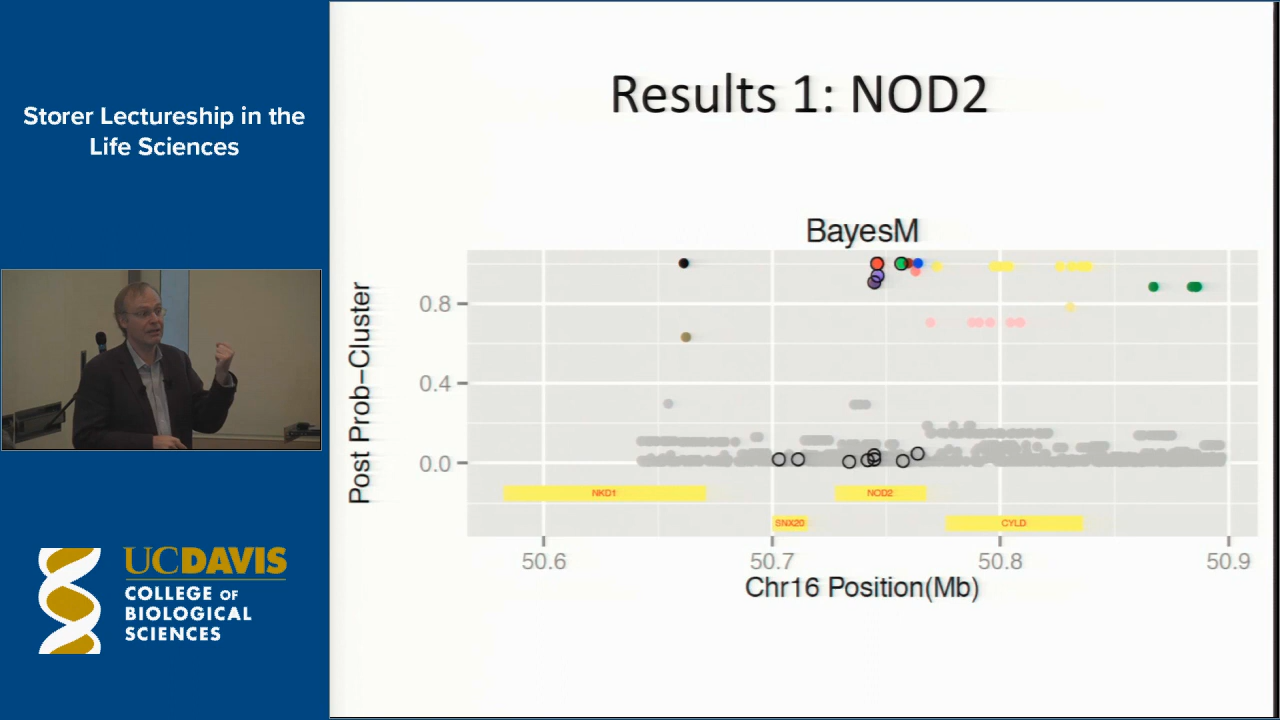 Storer Lectureship in the
Life Sciences
UCDAVIS
COLLEGE OF
BIOLOGICAL
SCIENCES
Results 1: NOD2
BayesM
Post Prob−Cluster
0.8
0.4
0.0
NKD1
NOD2
SNX20
CYLD
50.6
50.7
50.8
50.9
Chr16 Position(Mb)